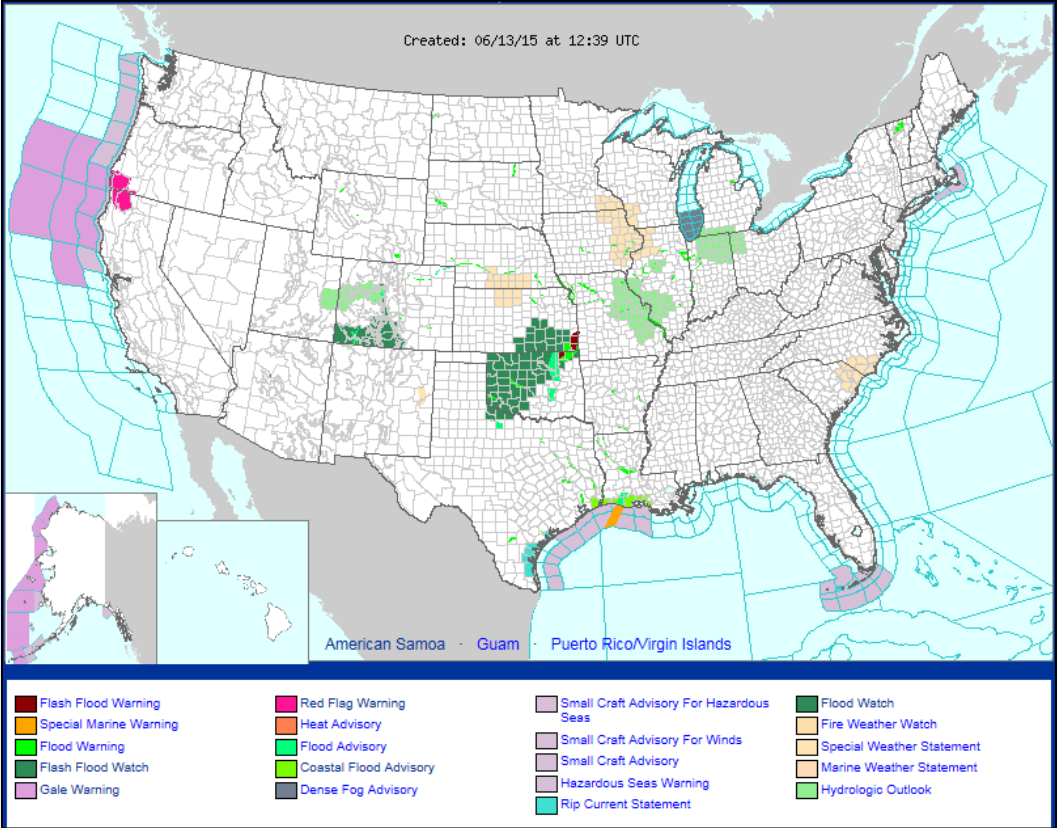 Created: 06/13/15 at 12:39 UTC
American Samoa · Guam · Puerto Rico/Virgin Islands
Flash Flood Warning
Special Marine Warning
Flood Warning
Flash Flood Watch
Gale Warning
Red Flag Warning
Heat Advisory
Flood Advisory
Coastal Flood Advisory
Dense Fog Advisory
Small Craft Advisory For Hazardous
Seas
Small Craft Advisory For Winds
Small Craft Advisory
Hazardous Seas Warning
Rip Current Statement
Flood Watch
Fire Weather Watch
Special Weather Statement
Marine Weather Statement
Hydrologic Outlook